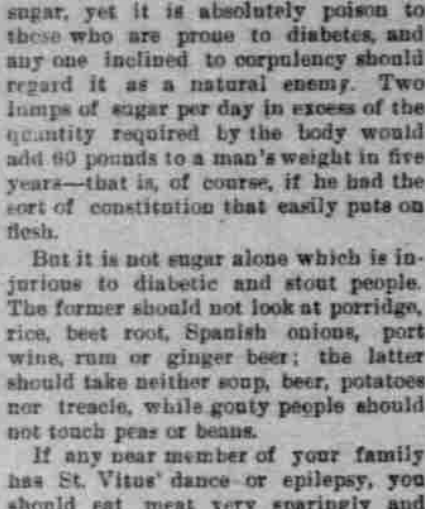 sugar, yet it is absolutely poison to
those who are prone to diabetes, and
any one inclined to corpulency should
regard it as a natural enemy. Two
lumps of sugar per day in excess of the
quantity required by the body would
add 60 pounds to a man's weight in five
years—that is, of course, if he had the
sort of constitution that easily puts on
flesh.
But it is not sugar alone which is in-
jurious to diabetic and stout people.
The former should not look at porridge,
rice, beet root, Spanish onions, port
wine, rum or ginger beer; the latter
should take neither soup, beer, potatoes
nor treacle, while gouty people should
not touch peas or beans.
If any near member of your family
has St. Vitus' dance or epilepsy, you
should eat meat very sparingly and